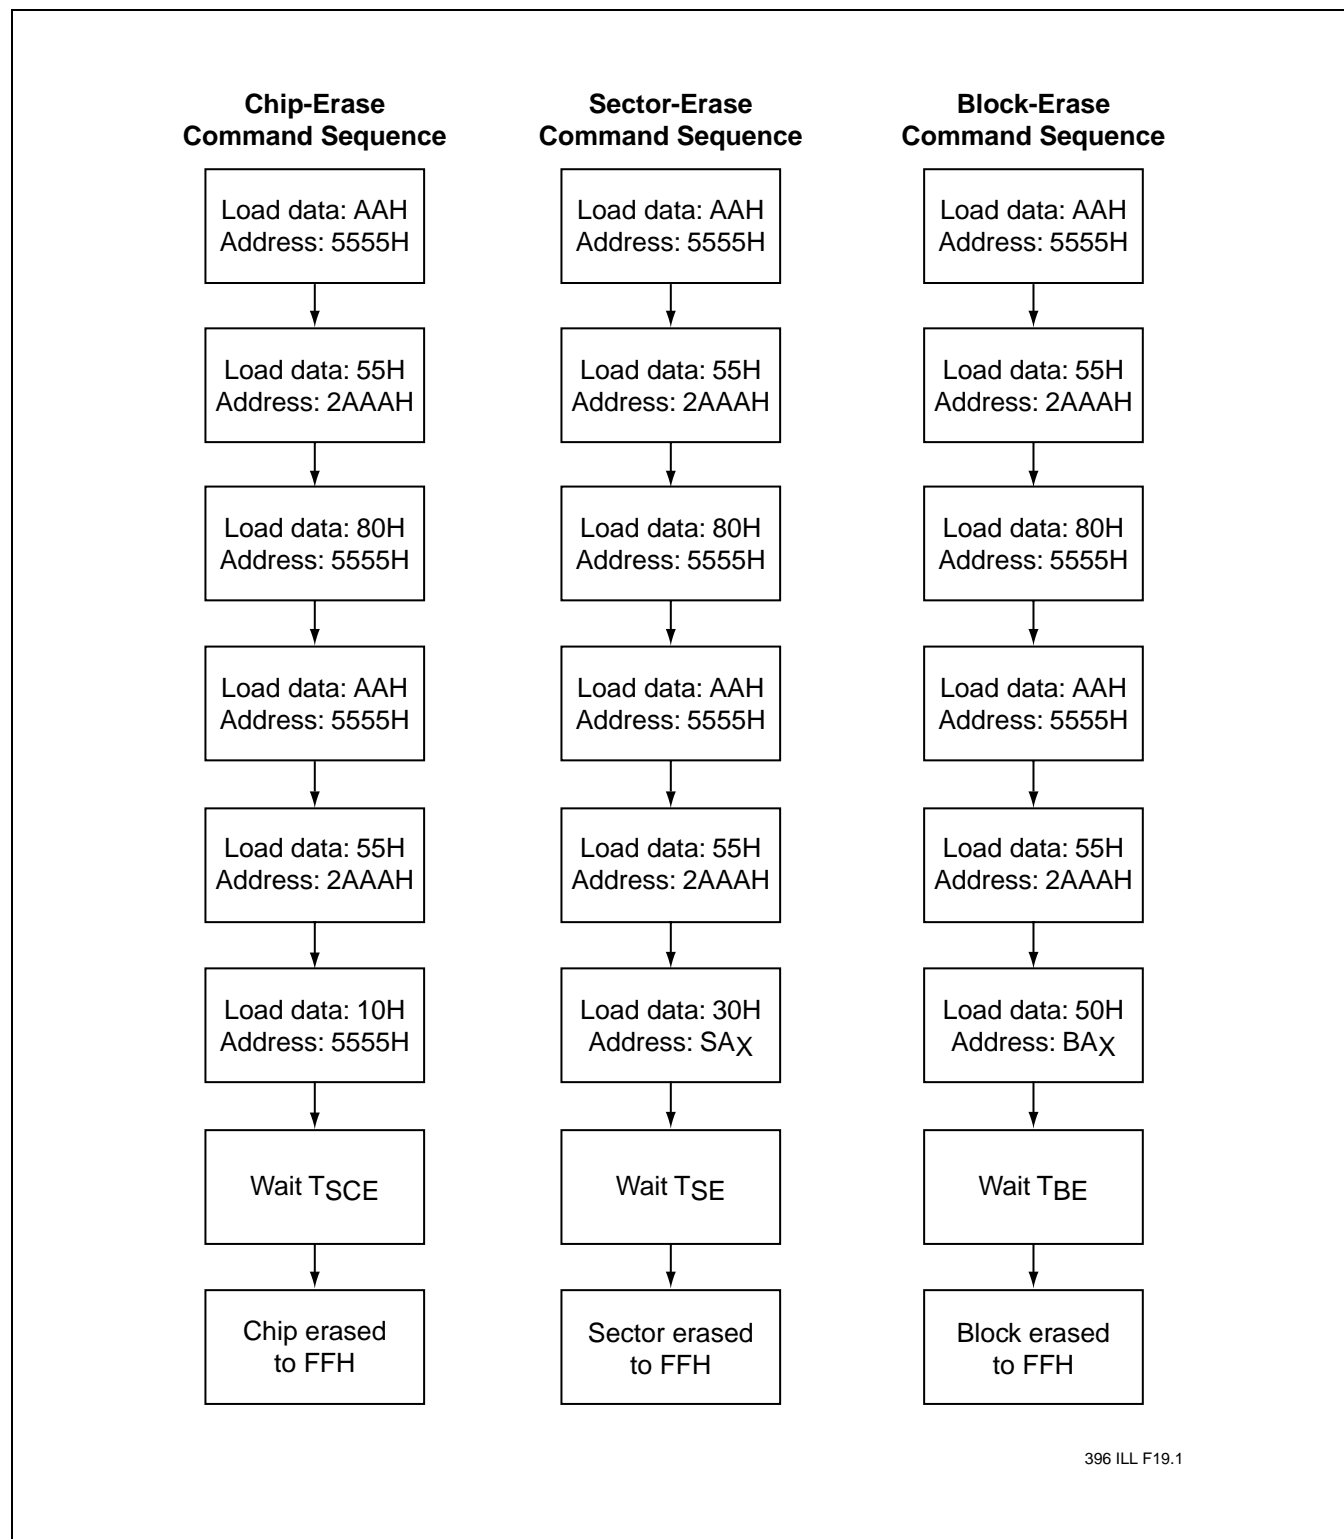 Chip-Erase
Command Sequence
Load data: AAH
Address: 5555H
Load data: 55H
Address: 2AAAH
Load data: 80H
Address: 5555H
Load data: AAH
Address: 5555H
Load data: 55H
Address: 2AAAH
Load data: 10H
Address: 5555H
Wait TSCE
Chip erased
to FFH
Sector-Erase
Command Sequence
Load data: AAH
Address: 5555H
Load data: 55H
Address: 2AAAH
Load data: 80H
Address: 5555H
Load data: AAH
Address: 5555H
Load data: 55H
Address: 2AAAH
Load data: 30H
Address: SAX
Wait TSE
Sector erased
to FFH
Block-Erase
Command Sequence
Load data: AAH
Address: 5555H
Load data: 55H
Address: 2AAAH
Load data: 80H
Address: 5555H
Load data: AAH
Address: 5555H
Load data: 55H
Address: 2AAAH
Load data: 50H
Address: BAX
Wait TBE
Block erased
to FFH
396 ILL F19.1